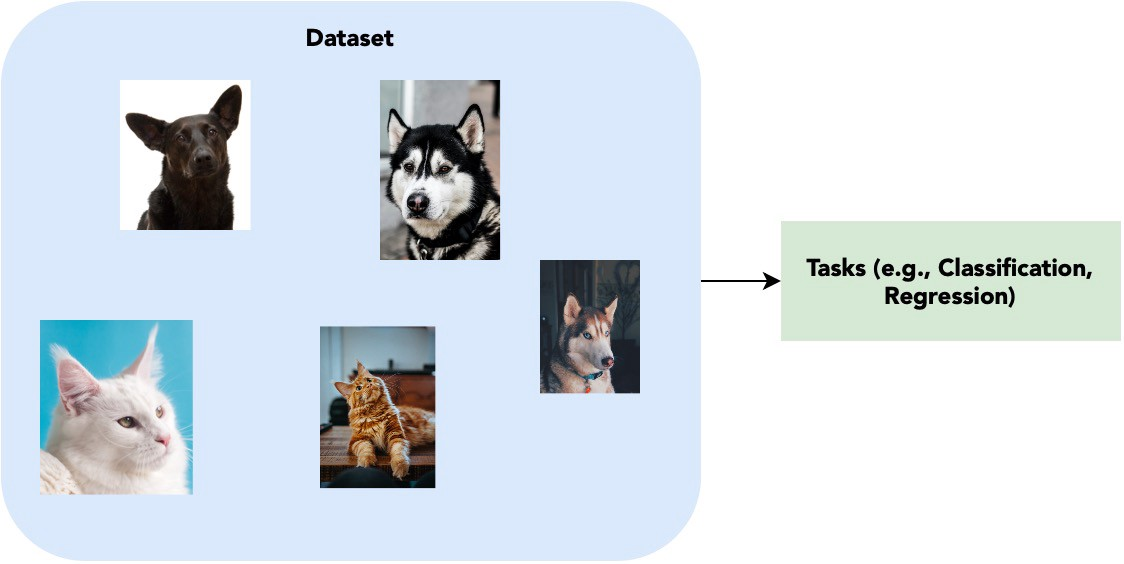 Dataset
Tasks (e.g., Classification,
Regression)